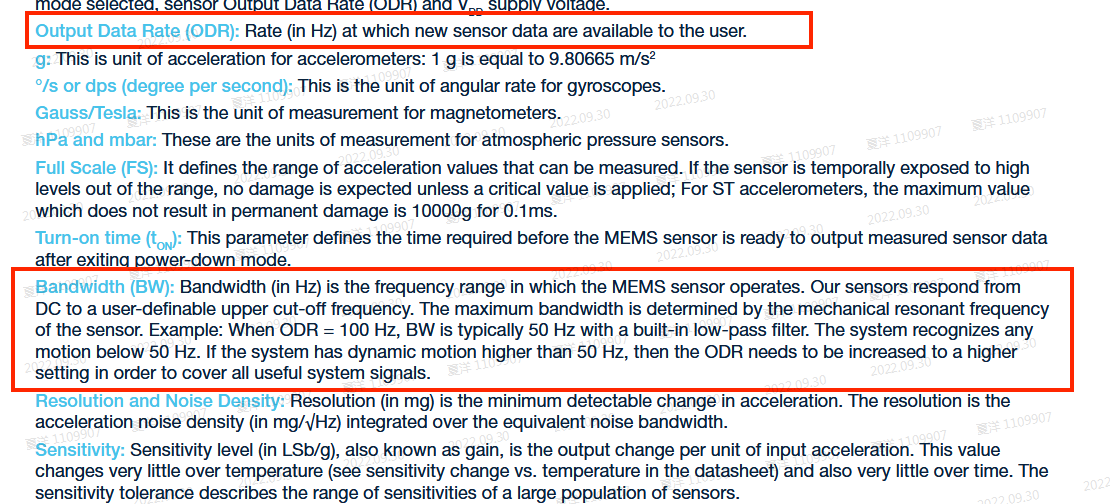 mode selected, sensor Output Data Rate (ODR) and VDD supply voltage.
Output Data Rate (ODR): Rate (in Hz) at which new sensor data are available to the user.
g: This is unit of acceleration for accelerometers: 1 g is equal to 9.80665 m/s²
°/s or dps (degree per second): This is the unit of angular rate for gyroscopes.
Gauss/Tesla: This is the unit of measurement for magnetometers.
hPa and mbar: These are the units of measurement for atmospheric pressure sensors.
Full Scale (FS): It defines the range of acceleration values that can be measured. If the sensor is temporally exposed to high
levels out of the range, no damage is expected unless a critical value is applied; For ST accelerometers, the maximum value
which does not result in permanent damage is 10000g for 0.1ms.
Turn-on time (tON): This parameter defines the time required before the MEMS sensor is ready to output measured sensor data
after exiting power-down mode.
Bandwidth (BW): Bandwidth (in Hz) is the frequency range in which the MEMS sensor operates. Our sensors respond from
DC to a user-definable upper cut-off frequency. The maximum bandwidth is determined by the mechanical resonant frequency
of the sensor. Example: When ODR = 100 Hz, BW is typically 50 Hz with a built-in low-pass filter. The system recognizes any
motion below 50 Hz. If the system has dynamic motion higher than 50 Hz, then the ODR needs to be increased to a higher
setting in order to cover all useful system signals.
Resolution and Noise Density: Resolution (in mg) is the minimum detectable change in acceleration. The resolution is the
acceleration noise density (in mg/√Hz) integrated over the equivalent noise bandwidth.
Sensitivity: Sensitivity level (in LSb/g), also known as gain, is the output change per unit of input acceleration. This value
changes very little over temperature (see sensitivity change vs. temperature in the datasheet) and also very little over time. The
sensitivity tolerance describes the range of sensitivities of a large population of sensors.
夏洋 1109907
2022.09.30